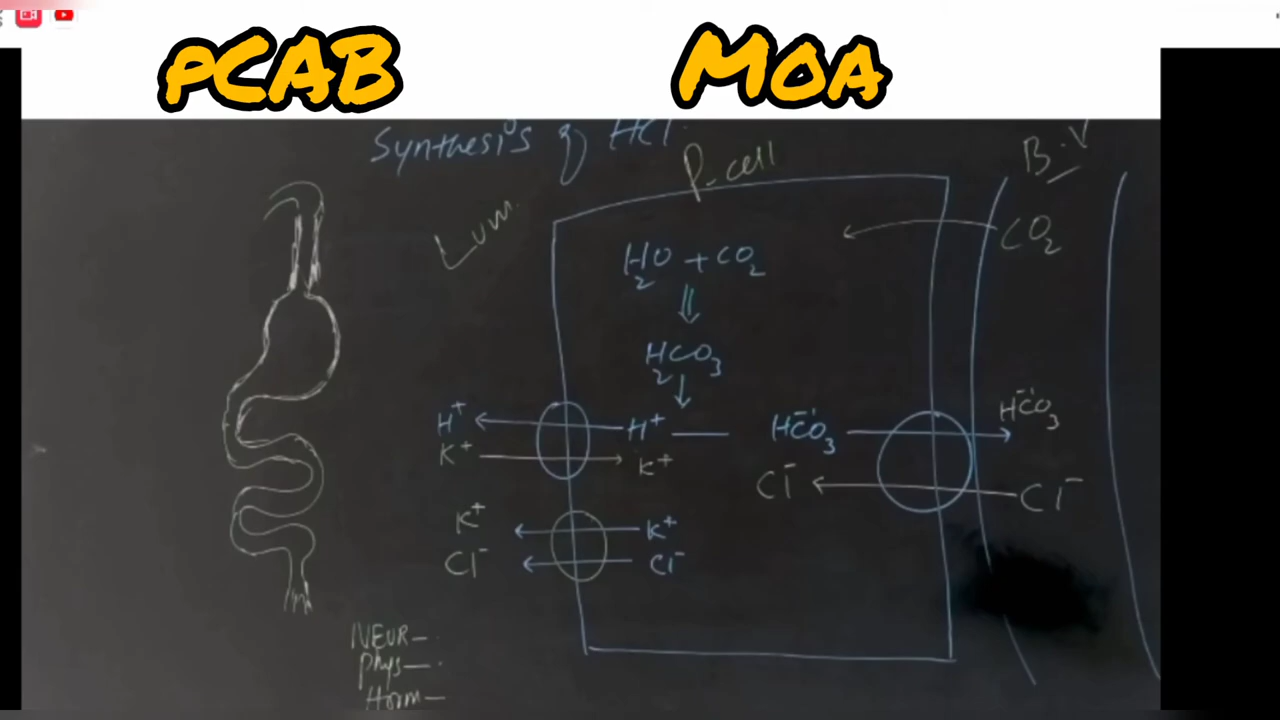 pCAB MOA
Synthesis of HCl
P-cell
B.V
Lum.
CO₂
H₂O + CO₂
H₂CO₃
H⁺ H⁺ HCO₃⁻ HCO₃⁻
K⁺ K⁺
Cl⁻ Cl⁻
K⁺ K⁺
Cl⁻ Cl⁻
NEUR-
Phys-
Horm-